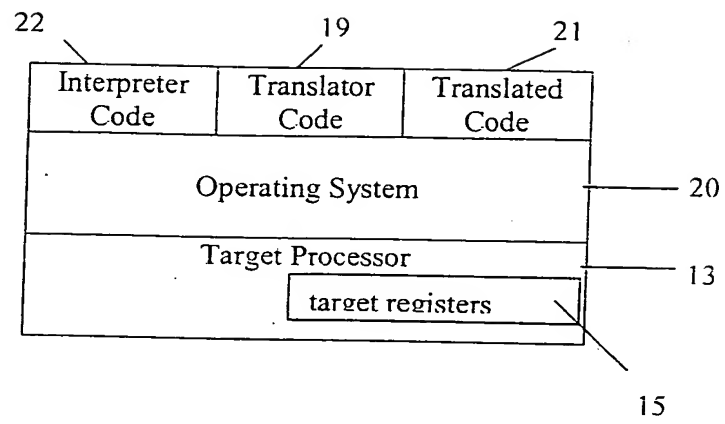 22
19
21
Interpreter
Code
Translator
Code
Translated
Code
Operating System
20
Target Processor
13
target registers
15